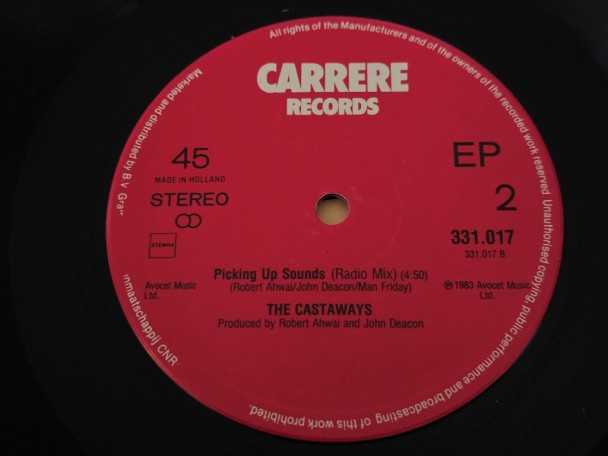 All rights of the Manufacturers and of the owners of the recorded work reserved. Unauthorised copying, public performance and broadcasting of this work prohibited.
Marketed and distributed by B.V. Gra
CARRERE
RECORDS
45
MADE IN HOLLAND
STEREO
STEMRA
EP
2
331.017
331.017 B
Picking Up Sounds (Radio Mix) (4:50)
(Robert Ahwai/John Deacon/Man Friday)
Avocet Music
Ltd.
℗ 1983 Avocet Music
Ltd.
THE CASTAWAYS
Produced by Robert Ahwai and John Deacon
nmaatschappij CNR